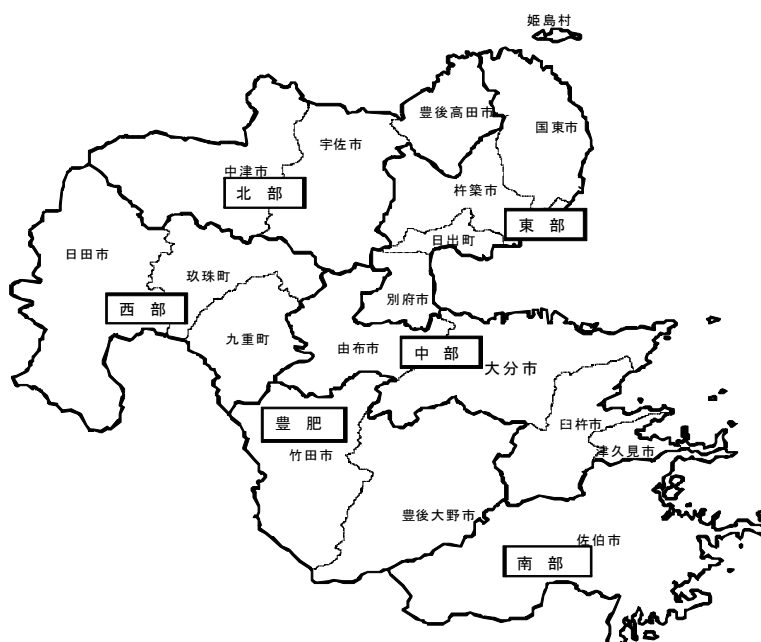 姫島村
豊後高田市
国東市
宇佐市
中津市
北部
杵築市
東部
日出町
日田市
玖珠町
別府市
西部
九重町
由布市
中部
大分市
豊肥
臼杵市
津久見市
竹田市
豊後大野市
佐伯市
南部